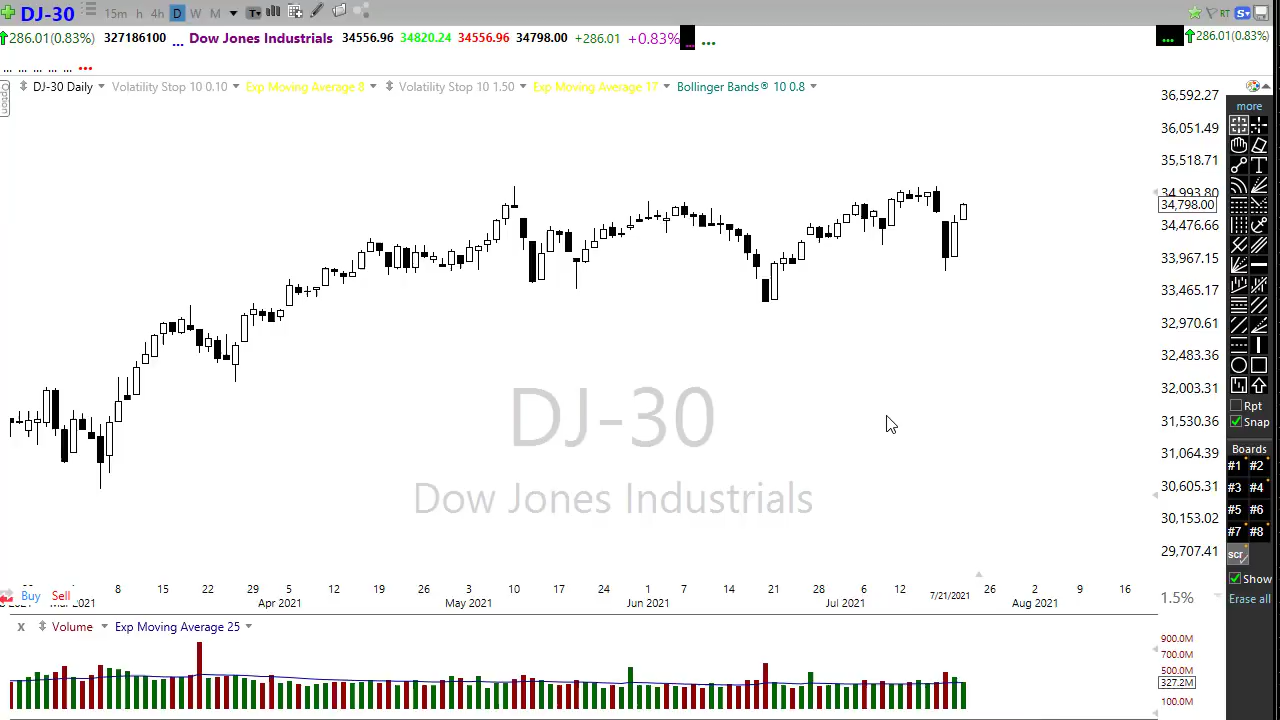 DJ-30 15m h 4h D W M T RT S
286.01(0.83%) 327186100 ... Dow Jones Industrials 34556.96 34820.24 34556.96 34798.00 +286.01 +0.83% ... ... ... 286.01(0.83%)
... ... ... ... ... ...
Option
DJ-30 Daily Volatility Stop 10 0.10 Exp Moving Average 8 Volatility Stop 10 1.50 Exp Moving Average 17 Bollinger Bands® 10 0.8
36,592.27
36,051.49
35,518.71
34,993.80
34,798.00
34,476.66
33,967.15
33,465.17
32,970.61
32,483.36
32,003.31
31,530.36
31,064.39
30,605.31
30,153.02
29,707.41
more
T
Rpt
Snap
Boards
#1 #2
#3 #4
#5 #6
#7 #8
scr
Show
Erase all
DJ-30
Dow Jones Industrials
8 15 22 29 5 12 19 26 3 10 17 24 1 7 14 21 28 6 12 26 2 9 16
Buy Sell
Mar 2021 Apr 2021 May 2021 Jun 2021 Jul 2021 7/21/2021 Aug 2021
1.5%
x Volume Exp Moving Average 25
900.0M
700.0M
500.0M
327.2M
100.0M